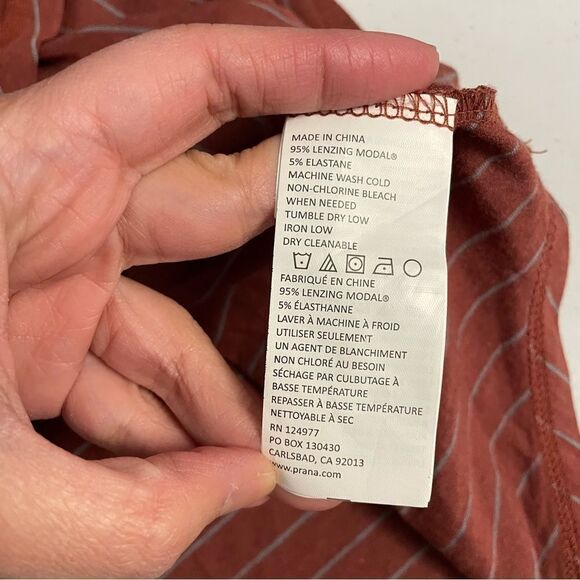 MADE IN CHINA
95% LENZING MODAL®
5% ELASTANE
MACHINE WASH COLD
NON-CHLORINE BLEACH
WHEN NEEDED
TUMBLE DRY LOW
IRON LOW
DRY CLEANABLE
FABRIQUÉ EN CHINE
95% LENZING MODAL®
5% ÉLASTHANNE
LAVER À MACHINE À FROID
UTILISER SEULEMENT
UN AGENT DE BLANCHIMENT
NON CHLORÉ AU BESOIN
SÉCHAGE PAR CULBUTAGE À
BASSE TEMPÉRATURE
REPASSER À BASSE TEMPÉRATURE
NETTOYABLE À SEC
RN 124977
PO BOX 130430
CARLSBAD, CA 92013
www.prana.com